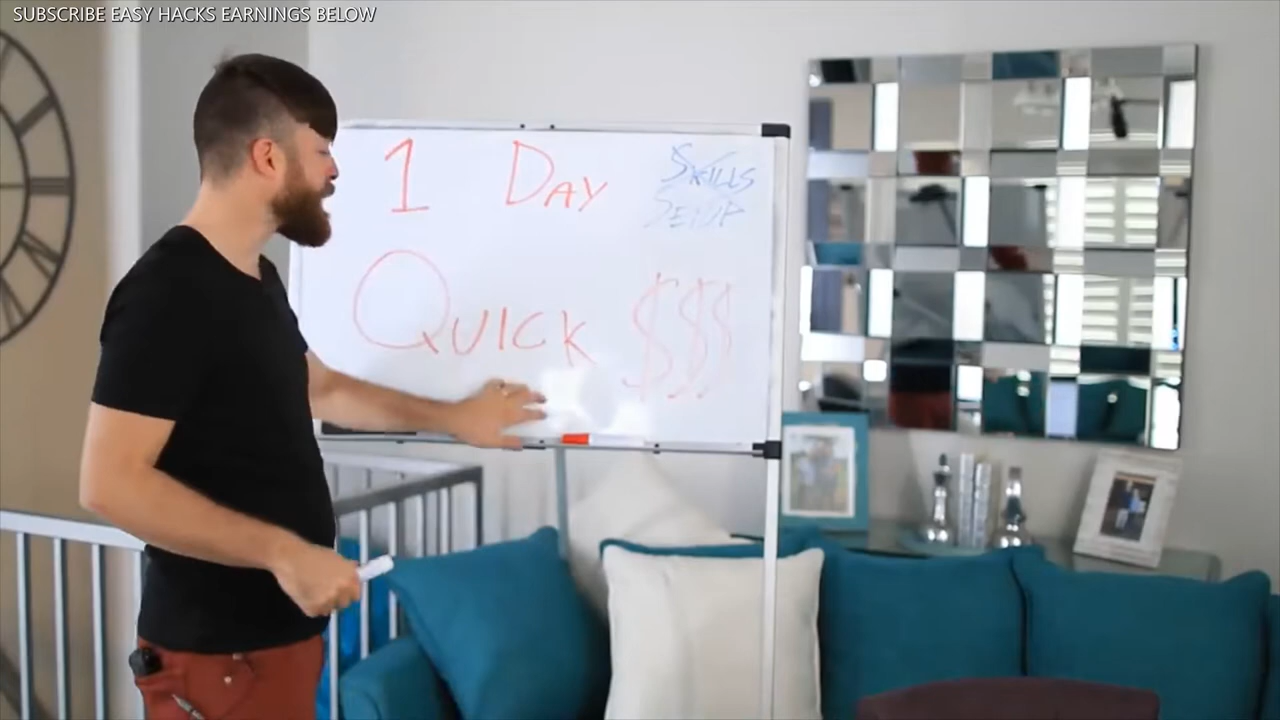 SUBSCRIBE EASY HACKS EARNINGS BELOW
1 DAY
SKILLS
SETUP
QUICK $$$